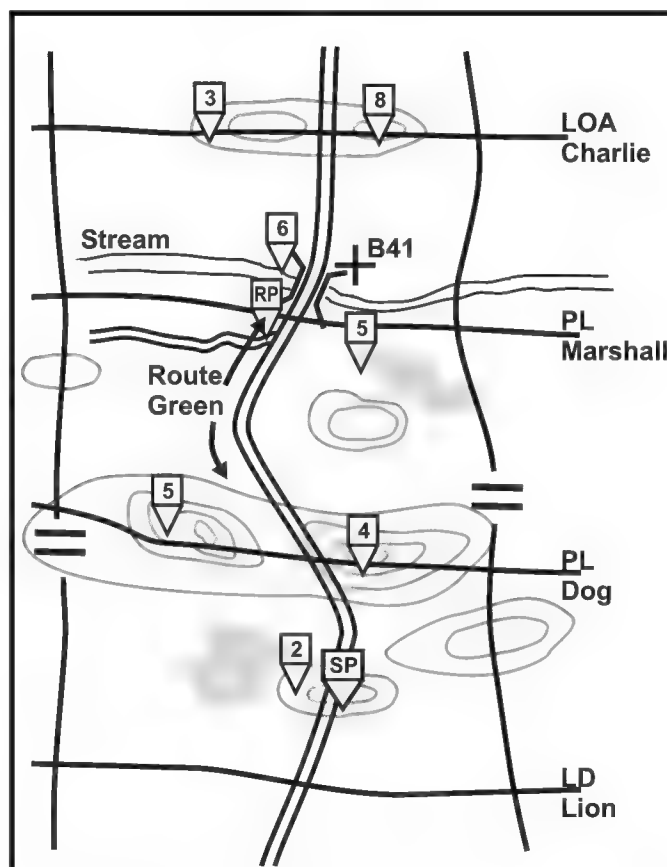 3
8
LOA
Charlie
6
Stream
B41
RP
5
PL
Marshall
Route
Green
5
4
PL
Dog
2
SP
LD
Lion